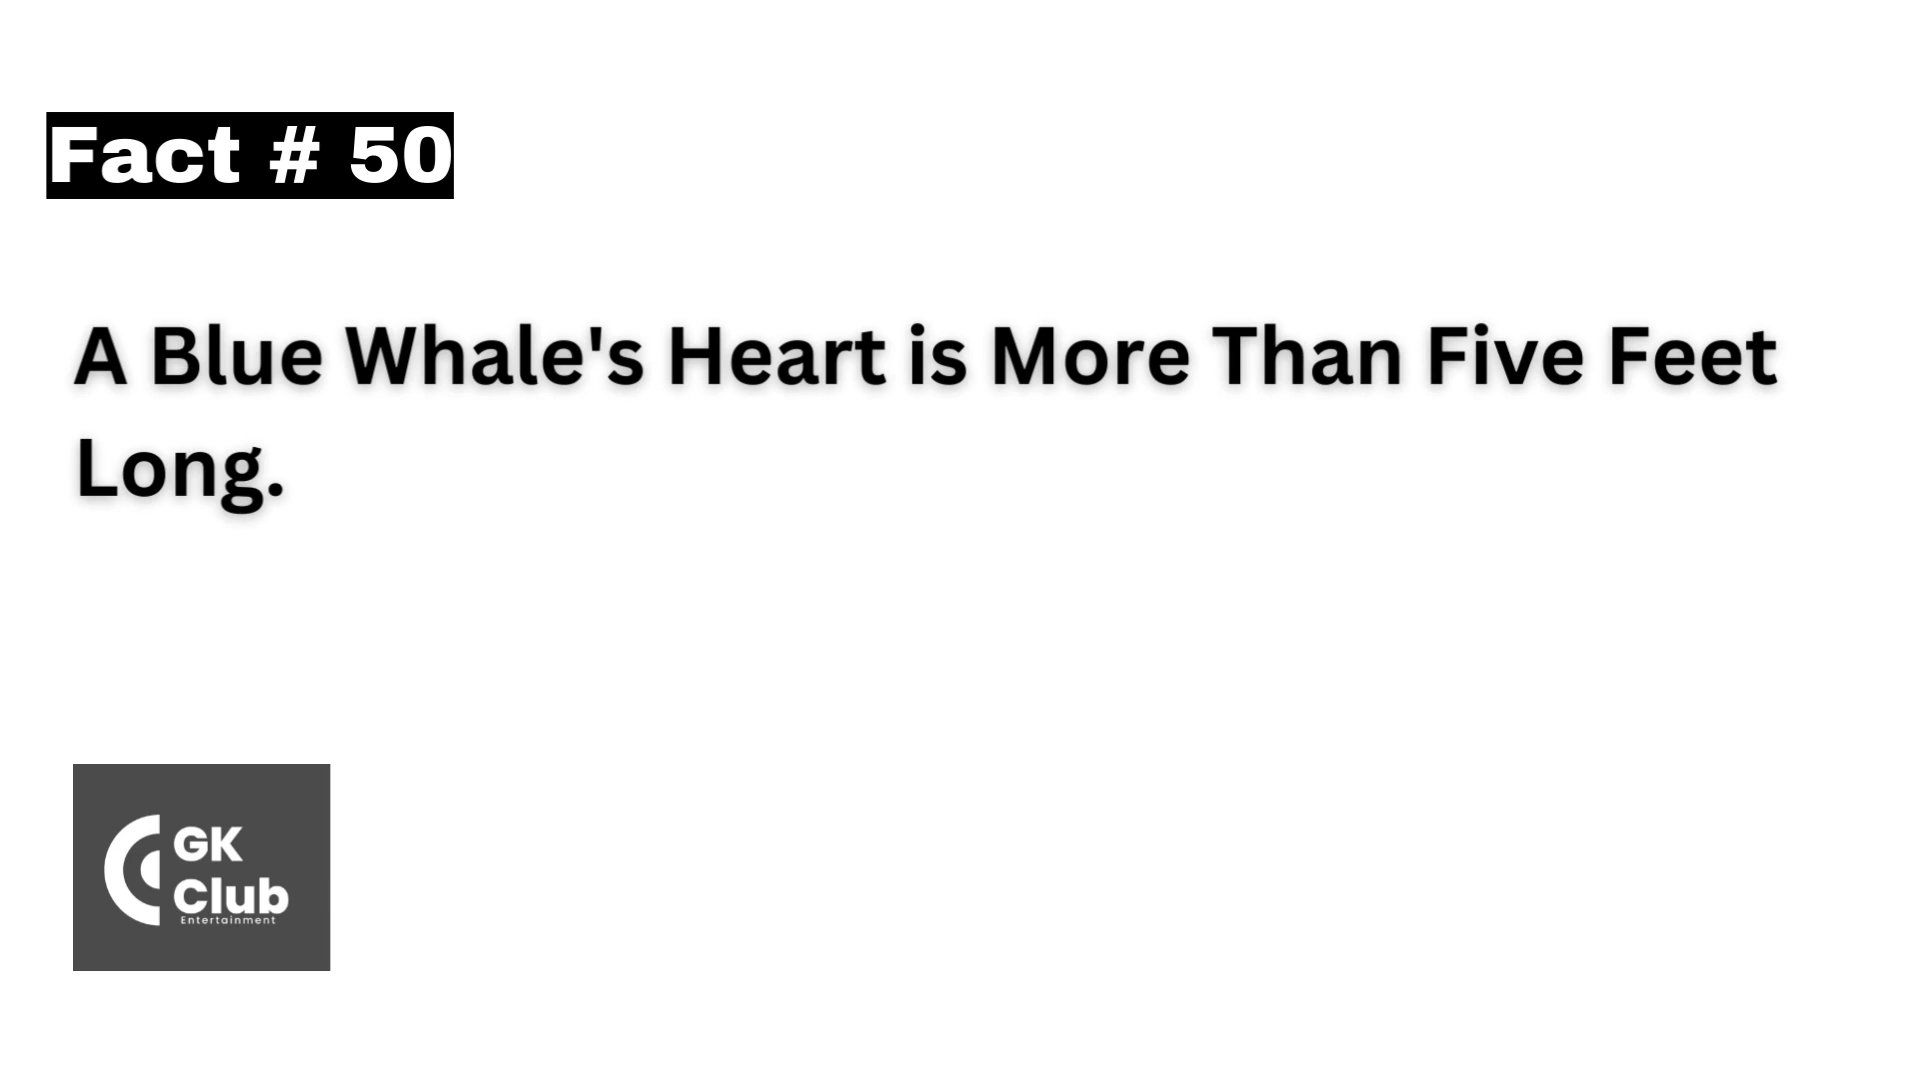 Fact # 50
A Blue Whale's Heart is More Than Five Feet
Long.
GK
Club
Entertainment